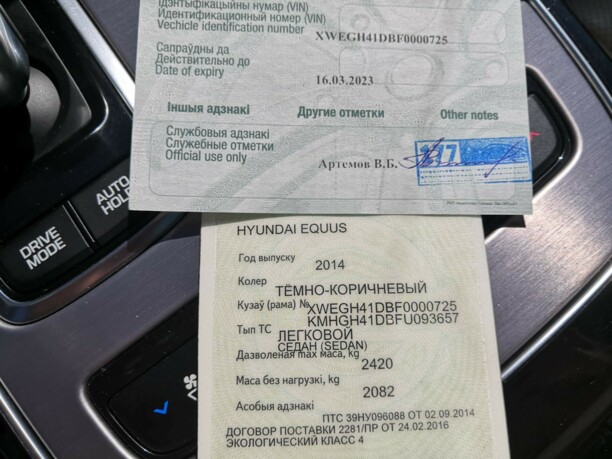 Ідэнтыфікацыйны нумар (VIN)
Идентификационный номер (VIN)
Vechicle identification number
XWEGH41DBF0000725
Сапраўдны да
Действительно до
Date of expiry
16.03.2023
Іншыя адзнакі Другие отметки Other notes
Службовыя адзнакі
Служебные отметки
Official use only
Артемов В.Б.
117
AUTO
HOLD
DRIVE
MODE
HYUNDAI EQUUS
Год выпуску
2014
Колер
ТЁМНО-КОРИЧНЕВЫЙ
Кузаў (рама) №
XWEGH41DBF0000725
KMHGH41DBFU093657
Тып ТС
ЛЕГКОВОЙ
СЕДАН (SEDAN)
Дазволеная max маса, kg
2420
Маса без нагрузкі, kg
2082
Асобыя адзнакі
ПТС 39НУ096088 ОТ 02.09.2014
ДОГОВОР ПОСТАВКИ 2281/ПР ОТ 24.02.2016
ЭКОЛОГИЧЕСКИЙ КЛАСС 4